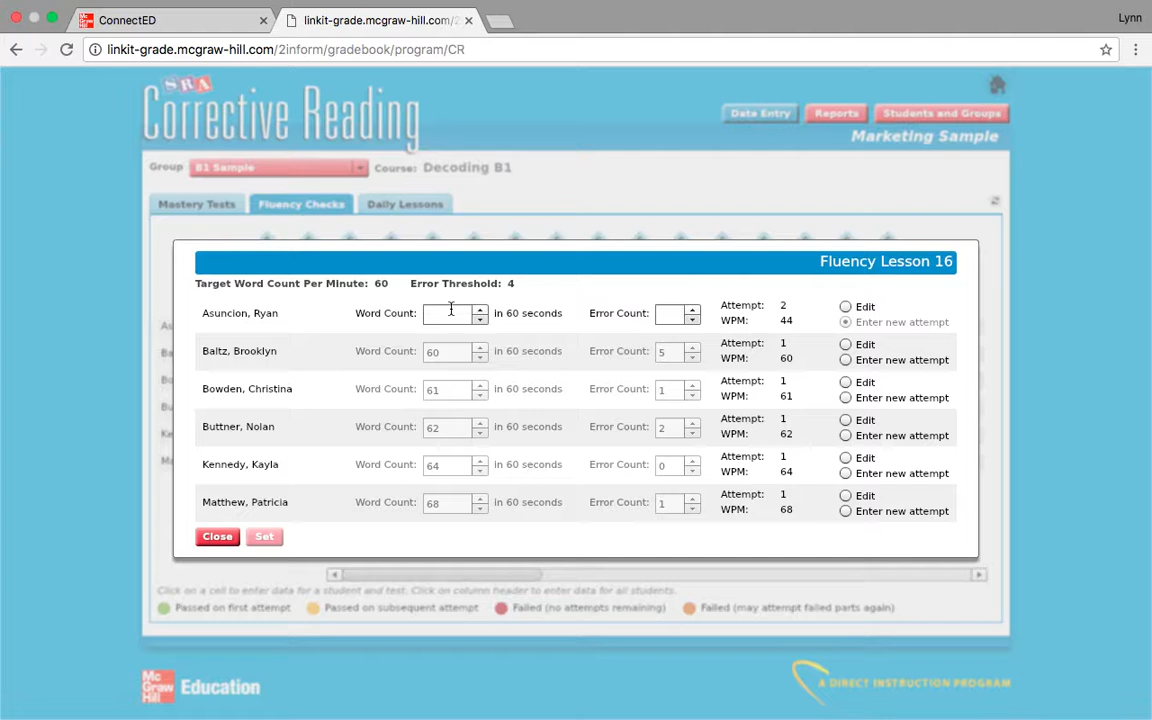 ConnectED
linkit-grade.mcgraw-hill.com/2
Lynn
linkit-grade.mcgraw-hill.com/2inform/gradebook/program/CR
SRA
Corrective Reading
Data Entry
Reports
Students and Groups
Marketing Sample
Group
B1 Sample
Course: Decoding B1
Mastery Tests
Fluency Checks
Daily Lessons
Fluency Lesson 16
Target Word Count Per Minute: 60 Error Threshold: 4
Asuncion, Ryan Word Count: in 60 seconds Error Count: Attempt: 2 Edit
WPM: 44 Enter new attempt
Baltz, Brooklyn Word Count: 60 in 60 seconds Error Count: 5 Attempt: 1 Edit
WPM: 60 Enter new attempt
Bowden, Christina Word Count: 61 in 60 seconds Error Count: 1 Attempt: 1 Edit
WPM: 61 Enter new attempt
Buttner, Nolan Word Count: 62 in 60 seconds Error Count: 2 Attempt: 1 Edit
WPM: 62 Enter new attempt
Kennedy, Kayla Word Count: 64 in 60 seconds Error Count: 0 Attempt: 1 Edit
WPM: 64 Enter new attempt
Matthew, Patricia Word Count: 68 in 60 seconds Error Count: 1 Attempt: 1 Edit
WPM: 68 Enter new attempt
Close
Set
Click on a cell to enter data for a student and test. Click on column header to enter data for all students.
Passed on first attempt
Passed on subsequent attempt
Failed (no attempts remaining)
Failed (may attempt failed parts again)
Mc
Graw
Hill
Education
A DIRECT INSTRUCTION PROGRAM